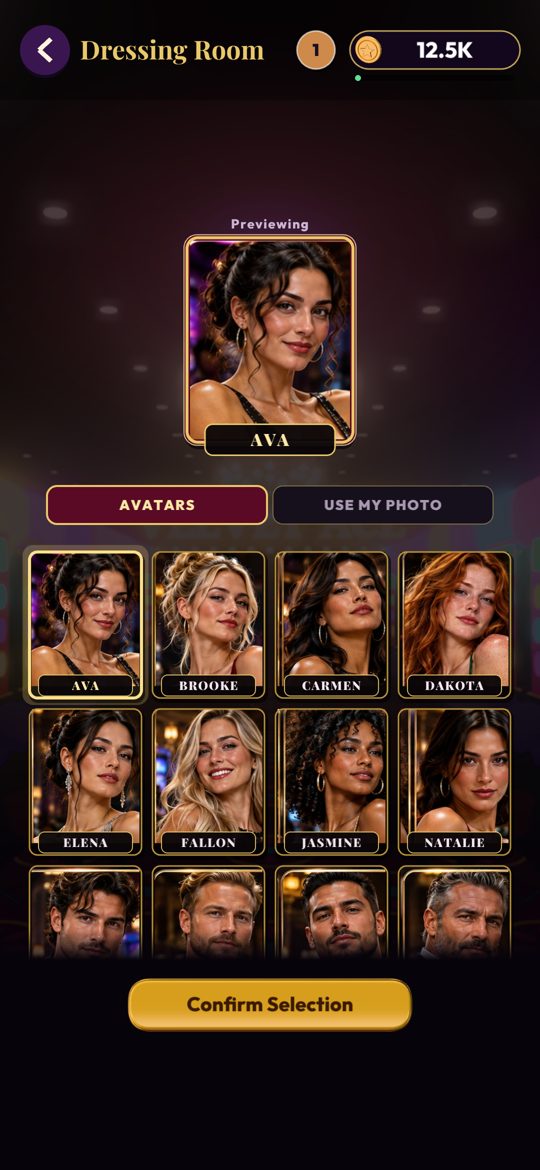 Dressing Room
1
12.5K
Previewing
AVA
AVATARS
USE MY PHOTO
AVA
BROOKE
CARMEN
DAKOTA
ELENA
FALLON
JASMINE
NATALIE
Confirm Selection